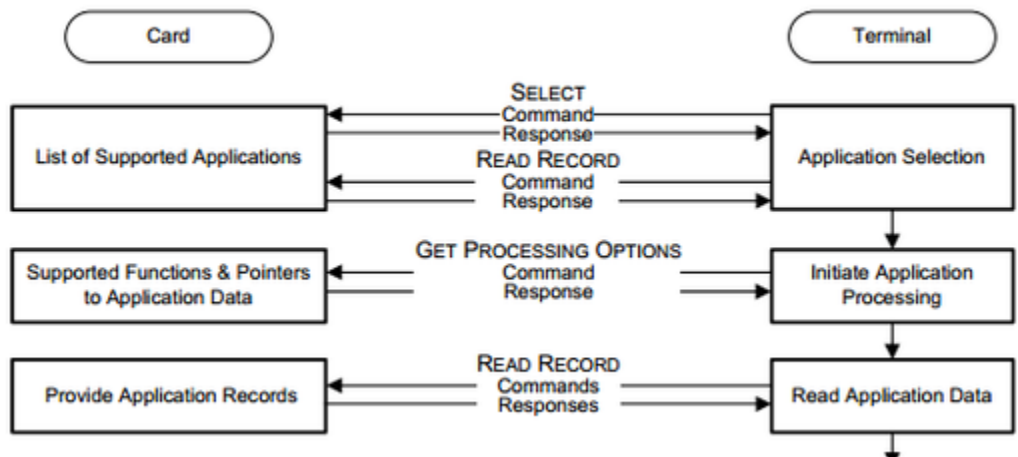 Card
Terminal
SELECT
Command
Response
List of Supported Applications
READ RECORD
Command
Response
Application Selection
GET PROCESSING OPTIONS
Supported Functions & Pointers
to Application Data
Command
Response
Initiate Application
Processing
READ RECORD
Provide Application Records
Commands
Responses
Read Application Data